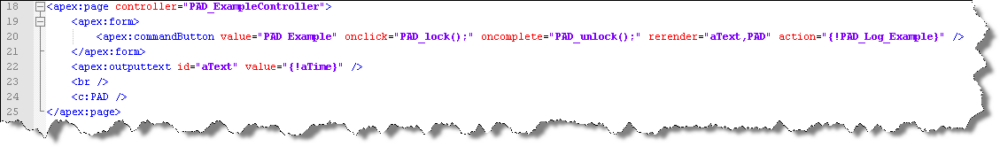 18 <apex:page controller="PAD_ExampleController">
19 <apex:form>
20 <apex:commandButton value="PAD Example" onclick="PAD_lock();" oncomplete="PAD_unlock();" rerender="aText,PAD" action="{!PAD_Log_Example}" />
21 </apex:form>
22 <apex:outputtext id="aText" value="{!aTime}" />
23 <br />
24 <c:PAD />
25 </apex:page>